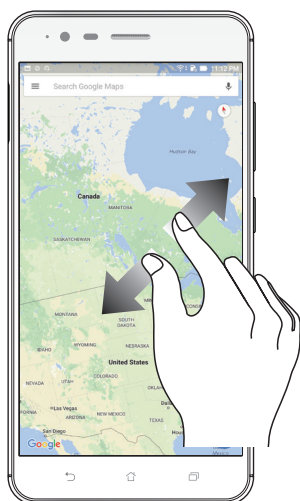 11:12 PM
Search Google Maps
Hudson Bay
Canada
MANITOBA
SASKATCHEWAN
MONTANA
SOUTH
DAKOTA
WYOMING
IDAHO
NEBRASKA
United States
NEVADA
UTAH
COLORADO
Las Vegas
ARIZONA
NEW MEXICO
TEXAS
San Diego
Google